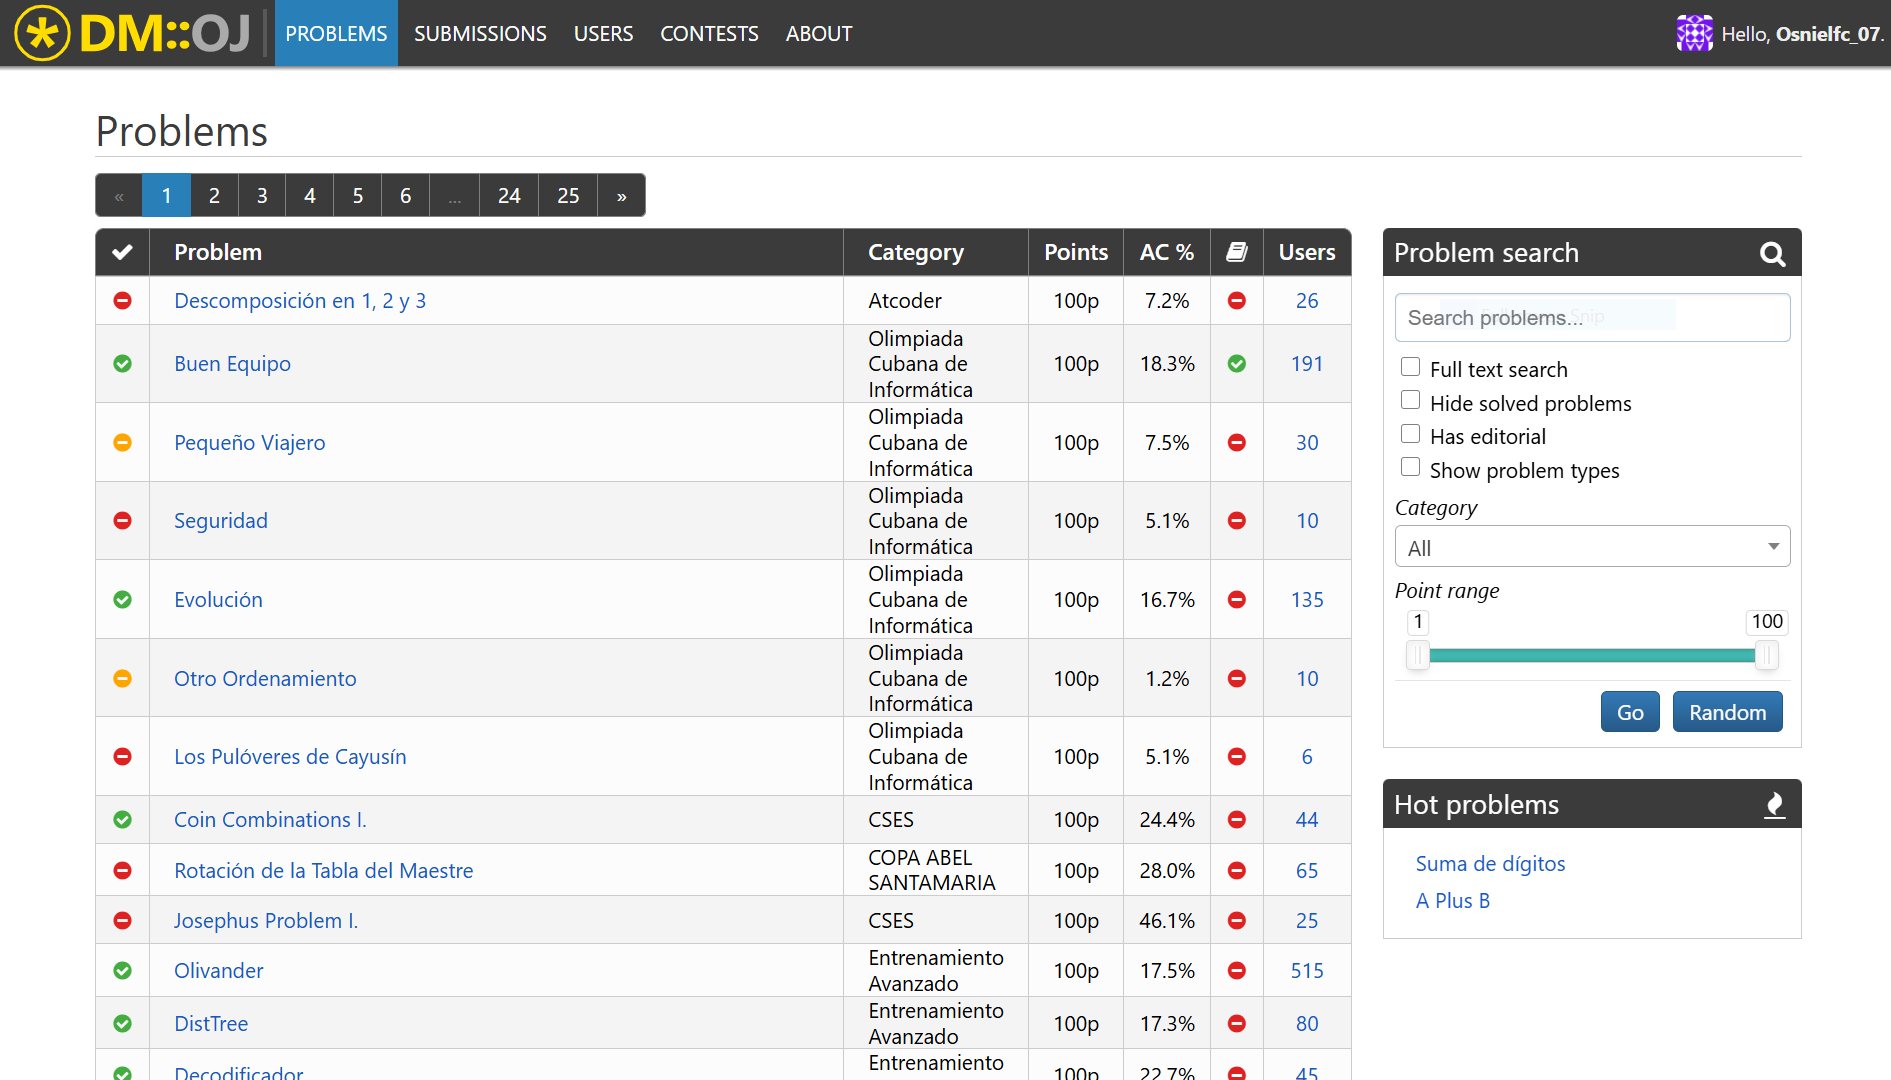 DM::OJ
PROBLEMS SUBMISSIONS USERS CONTESTS ABOUT
Hello, Osnielfc_07.
Problems
« 1 2 3 4 5 6 ... 24 25 »
Problem Category Points AC % Users
Descomposición en 1, 2 y 3 Atcoder 100p 7.2% 26
Buen Equipo Olimpiada Cubana de Informática 100p 18.3% 191
Pequeño Viajero Olimpiada Cubana de Informática 100p 7.5% 30
Seguridad Olimpiada Cubana de Informática 100p 5.1% 10
Evolución Olimpiada Cubana de Informática 100p 16.7% 135
Otro Ordenamiento Olimpiada Cubana de Informática 100p 1.2% 10
Los Pulóveres de Cayusín Olimpiada Cubana de Informática 100p 5.1% 6
Coin Combinations I. CSES 100p 24.4% 44
Rotación de la Tabla del Maestre COPA ABEL SANTAMARIA 100p 28.0% 65
Josephus Problem I. CSES 100p 46.1% 25
Olivander Entrenamiento Avanzado 100p 17.5% 515
DistTree Entrenamiento Avanzado 100p 17.3% 80
Decodificador Entrenamiento 100p 22.7% 45
Problem search
Search problems...
Snip
Full text search
Hide solved problems
Has editorial
Show problem types
Category
All
Point range
1 100
Go Random
Hot problems
Suma de dígitos
A Plus B